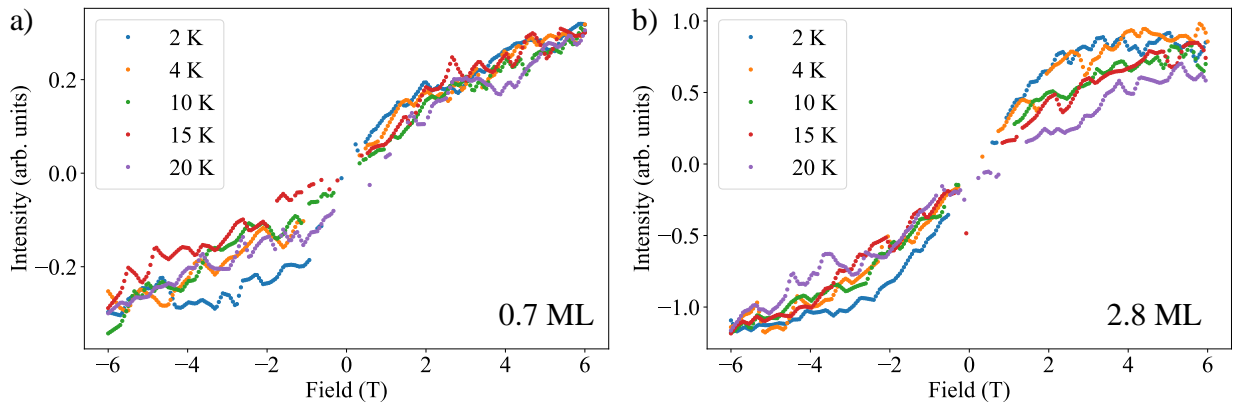 a)
2 K
4 K
10 K
15 K
20 K
0.2
0.0
−0.2
Intensity (arb. units)
−6 −4 −2 0 2 4 6
Field (T)
0.7 ML
b)
2 K
4 K
10 K
15 K
20 K
1.0
0.5
0.0
−0.5
−1.0
Intensity (arb. units)
−6 −4 −2 0 2 4 6
Field (T)
2.8 ML